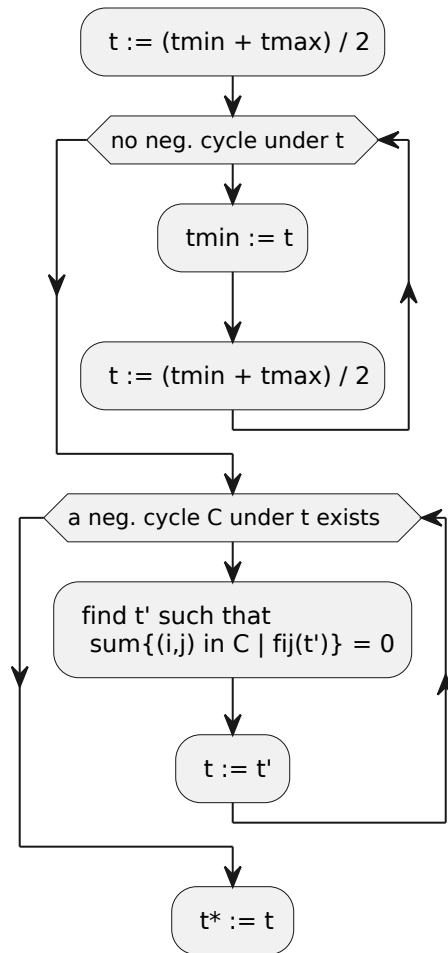 t := (tmin + tmax) / 2
no neg. cycle under t
tmin := t
t := (tmin + tmax) / 2
a neg. cycle C under t exists
find t' such that
sum{(i,j) in C | fij(t')} = 0
t := t'
t* := t